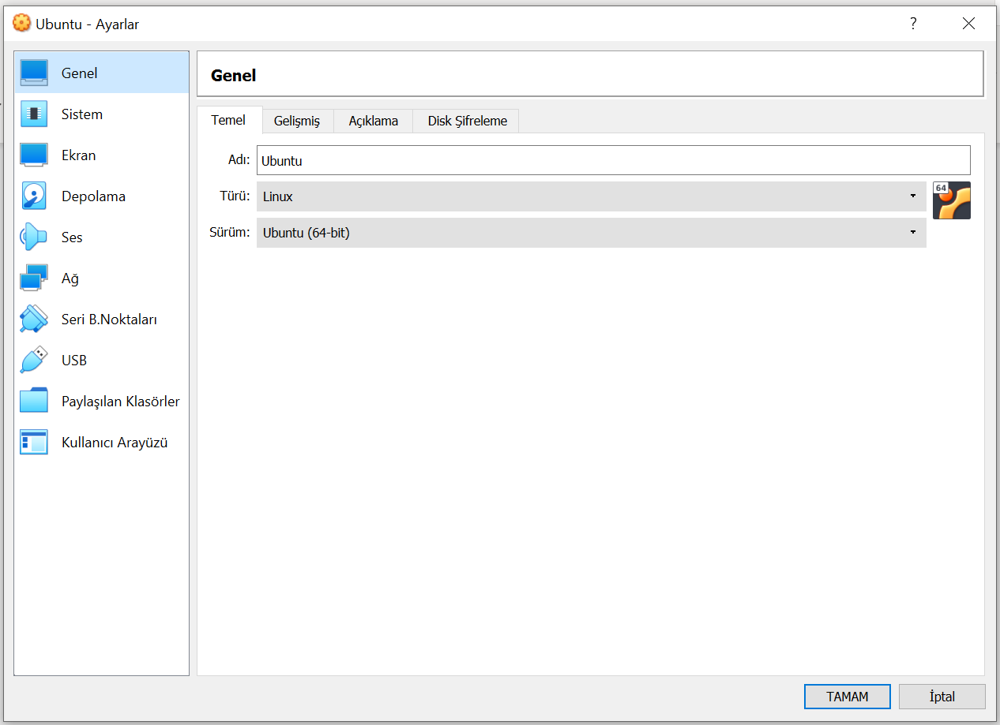 Ubuntu - Ayarlar
?
Genel
Sistem
Ekran
Depolama
Ses
Ağ
Seri B.Noktaları
USB
Paylaşılan Klasörler
Kullanıcı Arayüzü
Genel
Temel Gelişmiş Açıklama Disk Şifreleme
Adı: Ubuntu
Türü: Linux
64
Sürüm: Ubuntu (64-bit)
TAMAM İptal